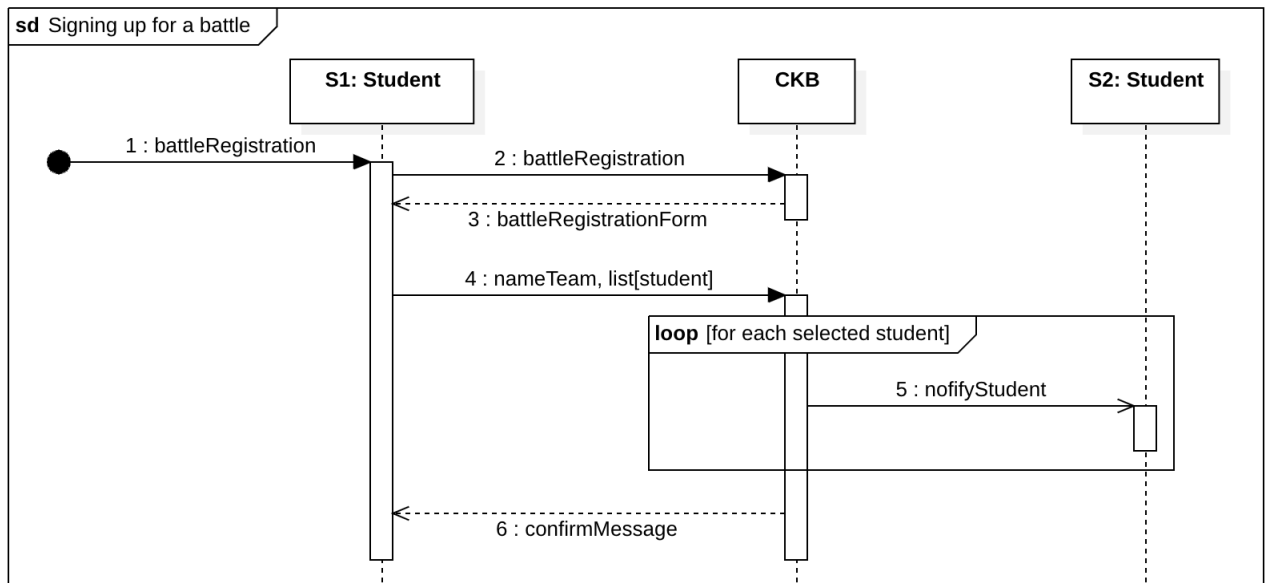 sd Signing up for a battle
S1: Student
CKB
S2: Student
1 : battleRegistration
2 : battleRegistration
3 : battleRegistrationForm
4 : nameTeam, list[student]
loop [for each selected student]
5 : nofifyStudent
6 : confirmMessage